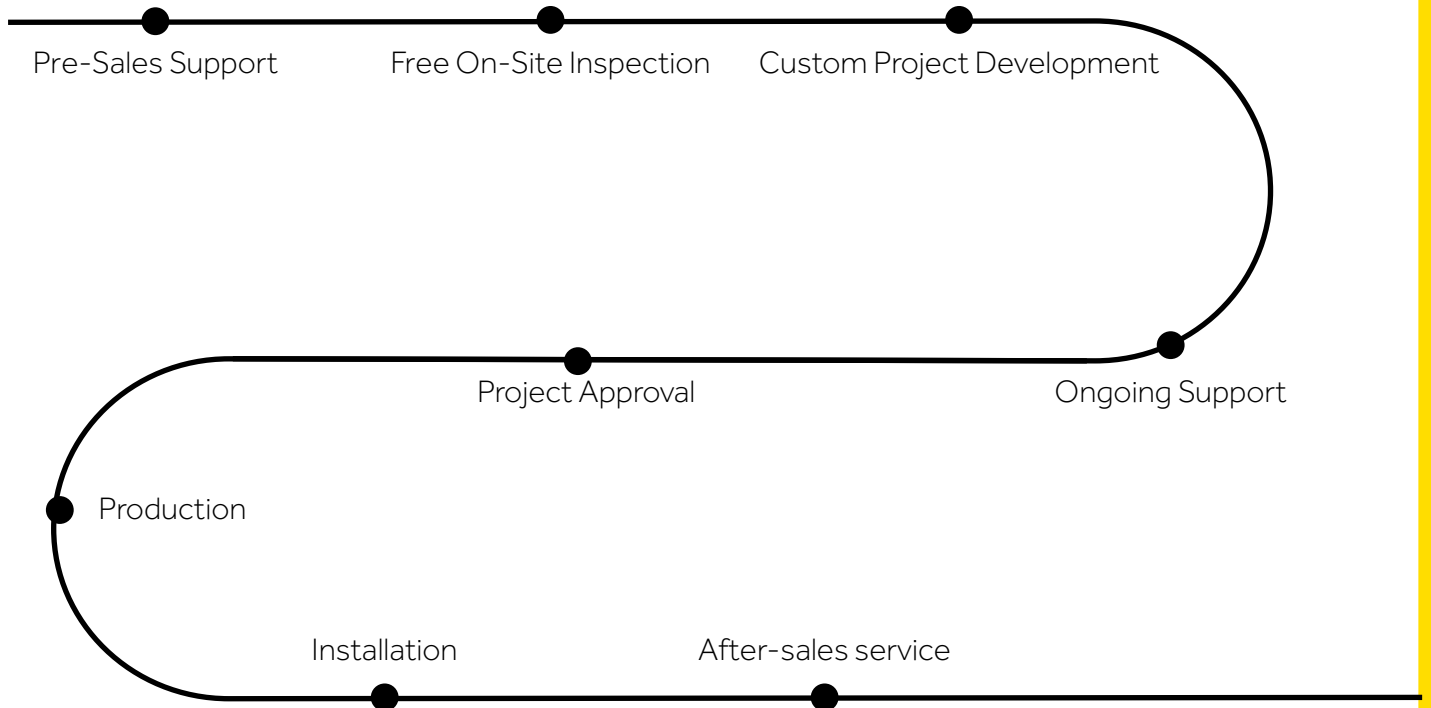 Pre-Sales Support
Free On-Site Inspection
Custom Project Development
Ongoing Support
Project Approval
Production
Installation
After-sales service